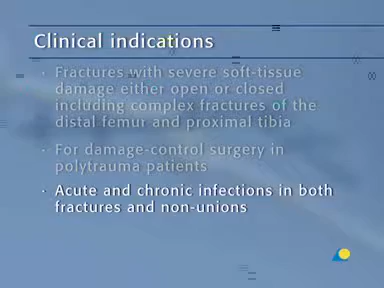 Clinical indications
· Fractures with severe soft-tissue
damage either open or closed
including complex fractures of the
distal femur and proximal tibia
· For damage-control surgery in
polytrauma patients
· Acute and chronic infections in both
fractures and non-unions